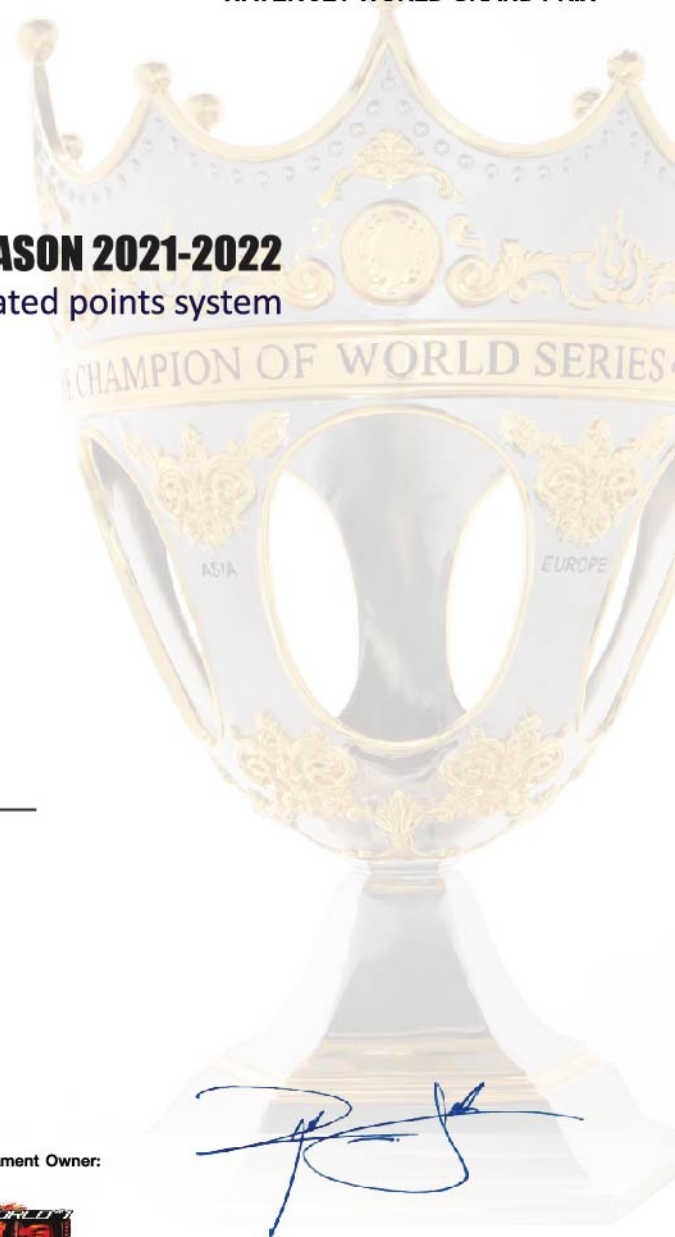 ASON 2021-2022
ated points system
CHAMPION OF WORLD SERIES
ASIA
EUROPE
ment Owner: